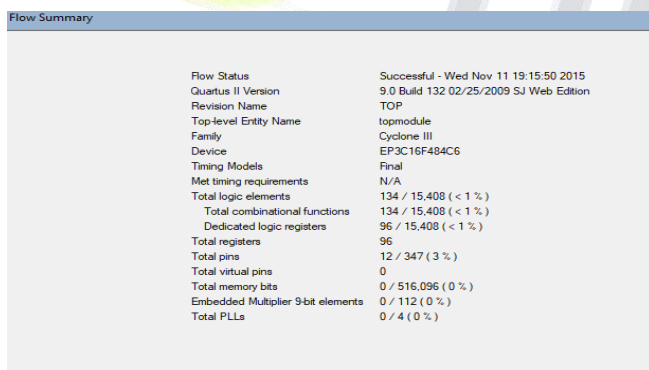 Flow Summary
Flow Status Successful - Wed Nov 11 19:15:50 2015
Quartus II Version 9.0 Build 132 02/25/2009 SJ Web Edition
Revision Name TOP
Top-level Entity Name topmodule
Family Cyclone III
Device EP3C16F484C6
Timing Models Final
Met timing requirements N/A
Total logic elements 134 / 15,408 ( < 1 % )
Total combinational functions 134 / 15,408 ( < 1 % )
Dedicated logic registers 96 / 15,408 ( < 1 % )
Total registers 96
Total pins 12 / 347 ( 3 % )
Total virtual pins 0
Total memory bits 0 / 516,096 ( 0 % )
Embedded Multiplier 9-bit elements 0 / 112 ( 0 % )
Total PLLs 0 / 4 ( 0 % )